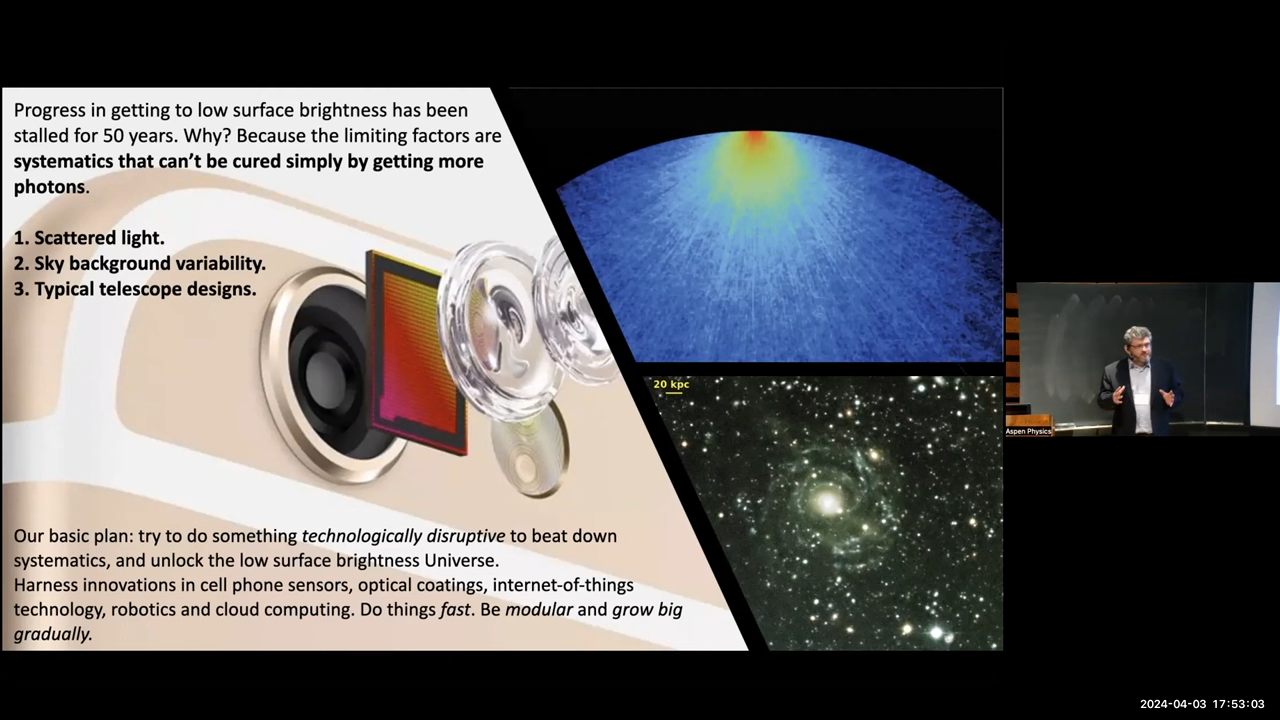 Progress in getting to low surface brightness has been
stalled for 50 years. Why? Because the limiting factors are
systematics that can’t be cured simply by getting more
photons.
1. Scattered light.
2. Sky background variability.
3. Typical telescope designs.
Our basic plan: try to do something technologically disruptive to beat down
systematics, and unlock the low surface brightness Universe.
Harness innovations in cell phone sensors, optical coatings, internet-of-things
technology, robotics and cloud computing. Do things fast. Be modular and grow big
gradually.
20 kpc
Aspen Physics
2024-04-03 17:53:03